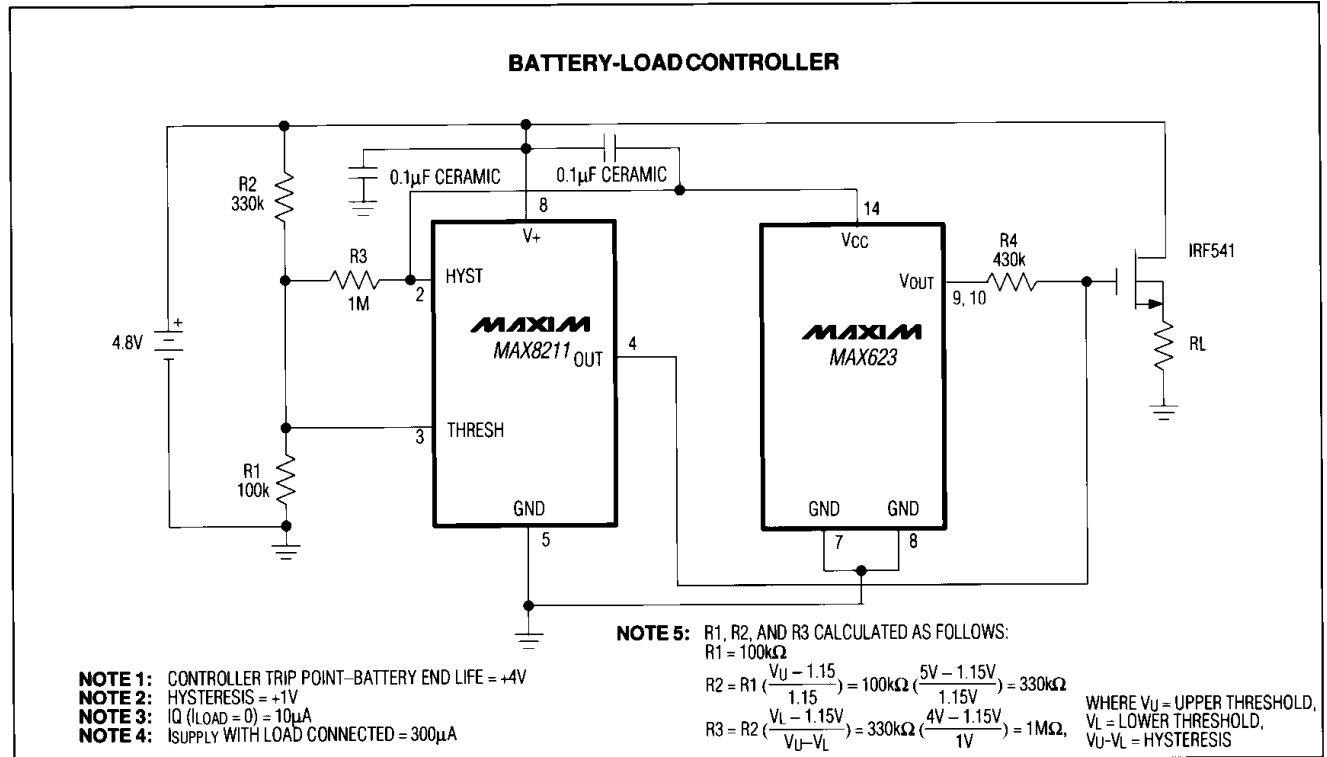 BATTERY-LOAD CONTROLLER
R2
330k
0.1µF CERAMIC
0.1µF CERAMIC
8
V+
14
VCC
R3
1M
HYST
2
R4
430k
VOUT
9, 10
IRF541
MAXIM
MAX8211
OUT
4
MAXIM
MAX623
4.8V
+
RL
3
THRESH
R1
100k
GND
5
GND
GND
7
8
NOTE 1: CONTROLLER TRIP POINT–BATTERY END LIFE = +4V
NOTE 2: HYSTERESIS = +1V
NOTE 3: IQ (ILOAD = 0) = 10µA
NOTE 4: ISUPPLY WITH LOAD CONNECTED = 300µA
NOTE 5: R1, R2, AND R3 CALCULATED AS FOLLOWS:
R1 = 100kΩ
R2 = R1 (VU – 1.15 / 1.15) = 100kΩ (5V – 1.15V / 1.15V) = 330kΩ
R3 = R2 (VL – 1.15V / VU–VL) = 330kΩ (4V – 1.15V / 1V) = 1MΩ,
WHERE VU = UPPER THRESHOLD,
VL = LOWER THRESHOLD,
VU-VL = HYSTERESIS